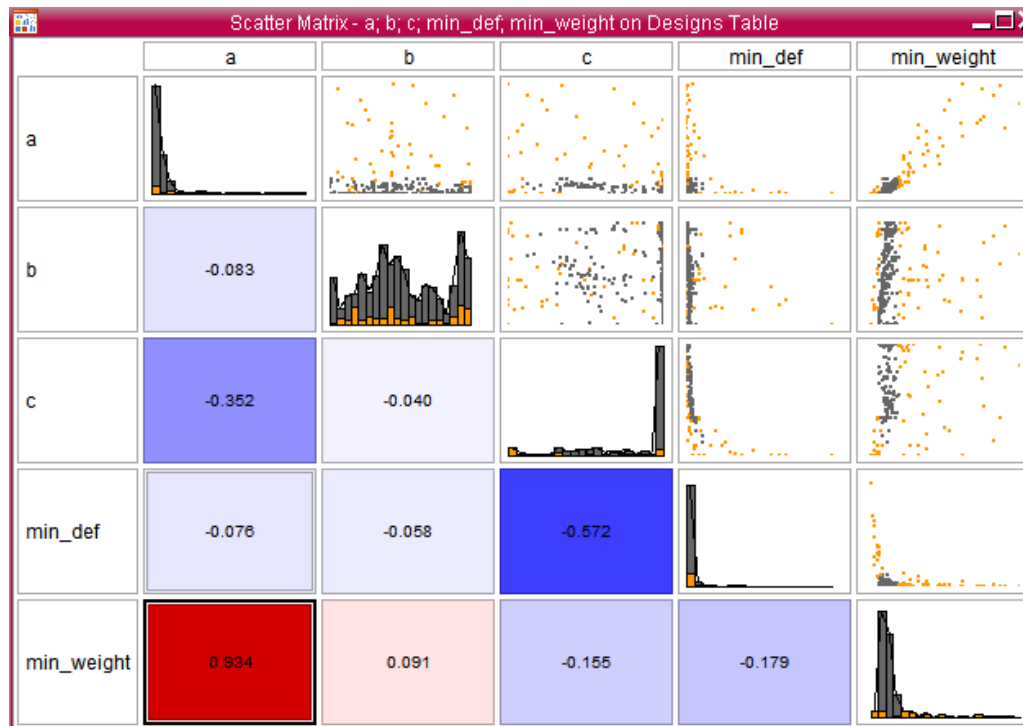 Scatter Matrix - a; b; c; min_def; min_weight on Designs Table
a b c min_def min_weight
a
b -0.083
c -0.352 -0.040
min_def -0.076 -0.058 -0.572
min_weight 0.934 0.091 -0.155 -0.179